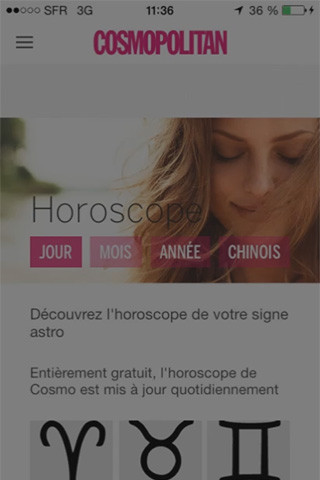 SFR 3G 11:36 36 %
COSMOPOLITAN
Horoscope
JOUR MOIS ANNÉE CHINOIS
Découvrez l'horoscope de votre signe
astro
Entièrement gratuit, l'horoscope de
Cosmo est mis à jour quotidiennement